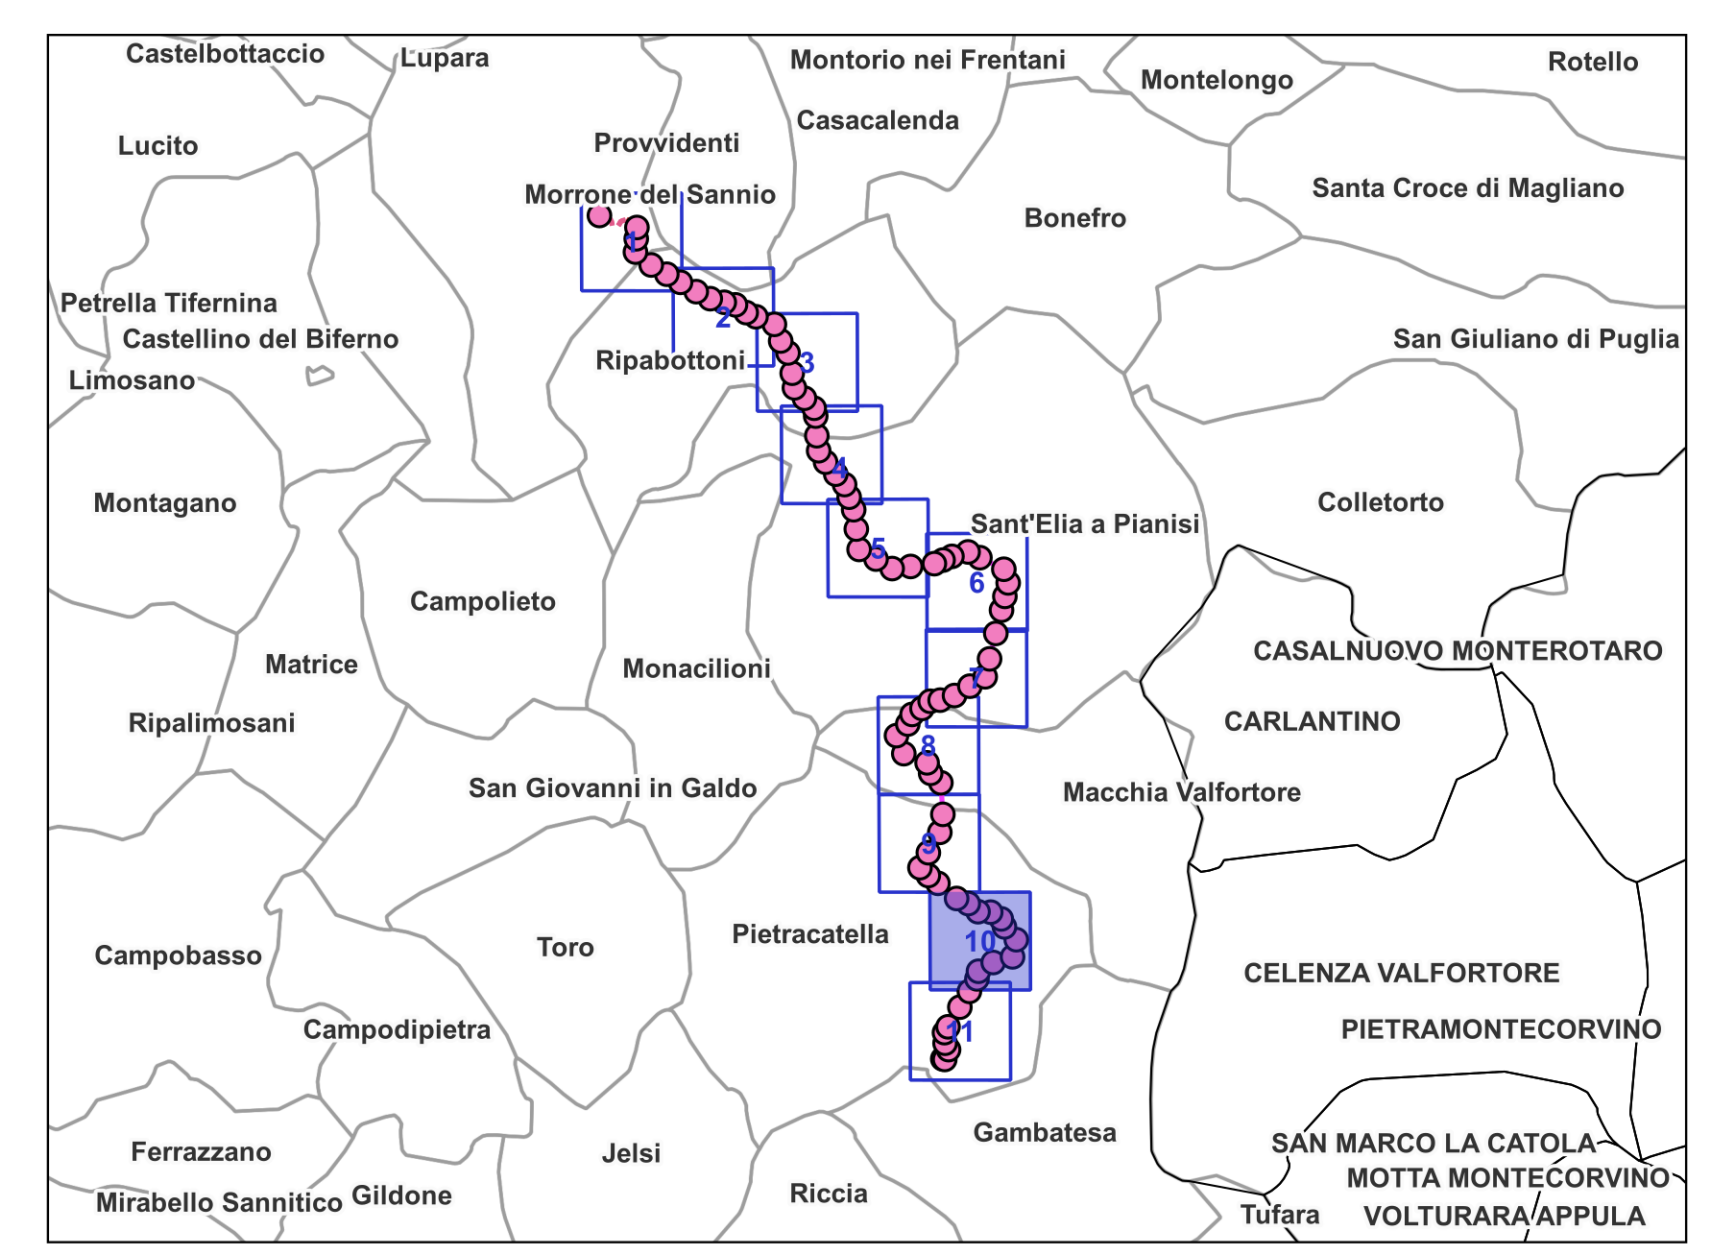 Castelbottaccio
Lupara
Montorio nei Frentani
Montelongo
Rotello
Casacalenda
Lucito
Provvidenti
Morrone del Sannio
Santa Croce di Magliano
Bonefro
1
Petrella Tifernina
2
Castellino del Biferno
San Giuliano di Puglia
Ripabottoni
3
Limosano
4
Montagano
Colletorto
Sant'Elia a Pianisi
5
6
Campolieto
CASALNUOVO MONTEROTARO
Matrice
Monacilioni
7
Ripalimosani
CARLANTINO
8
San Giovanni in Galdo
Macchia Valfortore
9
Pietracatella
10
Toro
Campobasso
CELENZA VALFORTORE
Campodipietra
11
PIETRAMONTECORVINO
Gambatesa
SAN MARCO LA CATOLA
Ferrazzano
Jelsi
MOTTA MONTECORVINO
Riccia
Gildone
Mirabello Sannitico
Tufara
VOLTURARA APPULA